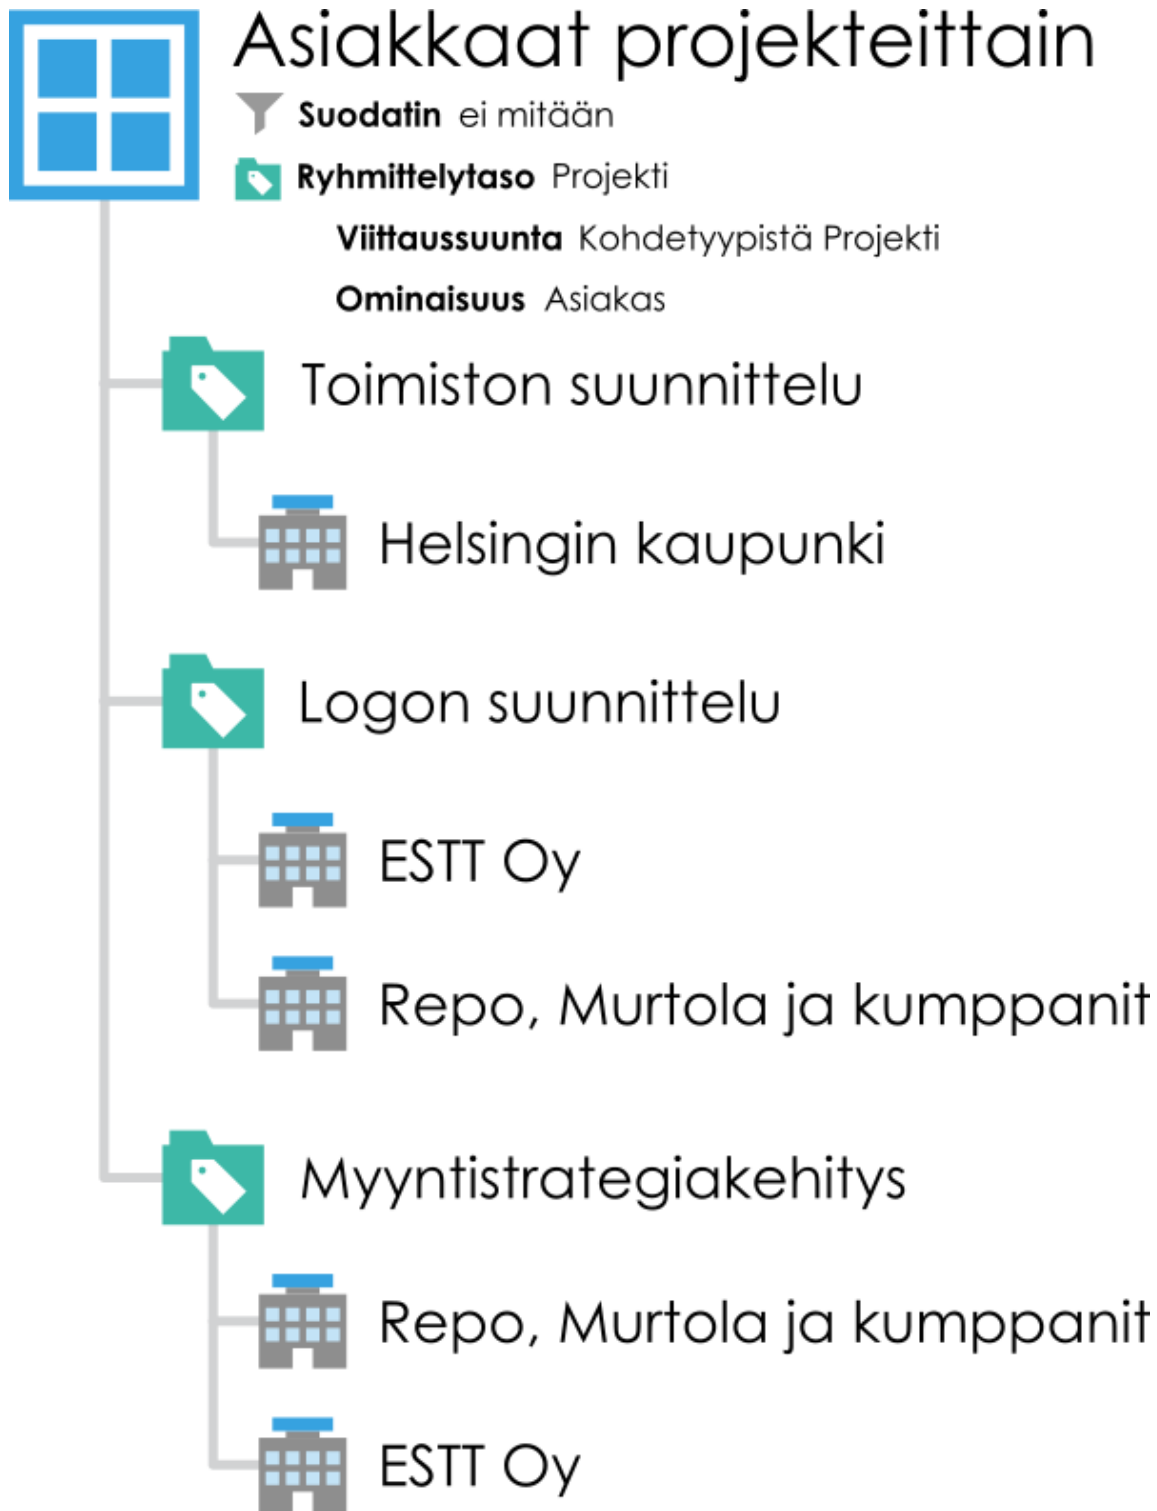 Asiakkaat projekteittain
Suodatin ei mitään
Ryhmittelytaso Projekti
Viittaussuunta Kohdetyypistä Projekti
Ominaisuus Asiakas
Toimiston suunnittelu
Helsingin kaupunki
Logon suunnittelu
ESTT Oy
Repo, Murtola ja kumppanit
Myyntistrategiakehitys
Repo, Murtola ja kumppanit
ESTT Oy